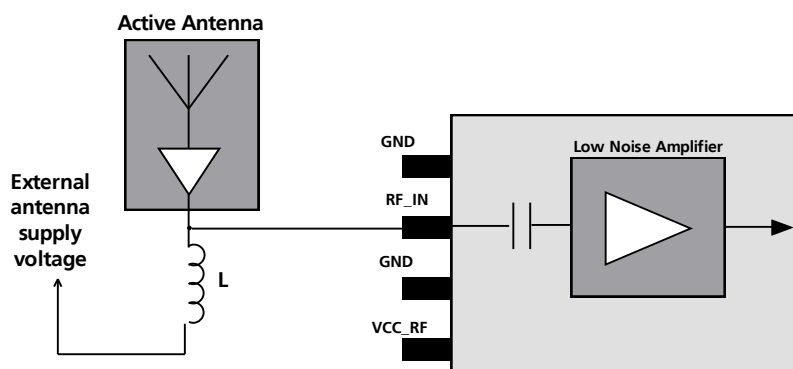 Active Antenna
GND
Low Noise Amplifier
External
antenna
supply
voltage
RF_IN
L
GND
VCC_RF